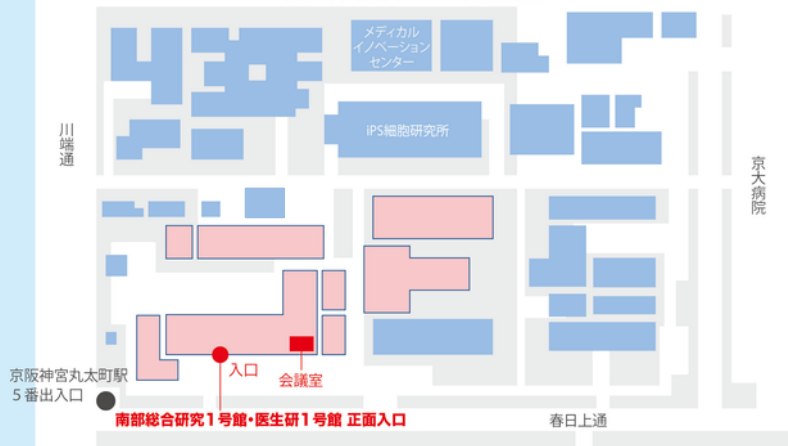 メディカル
イノベーション
センター
iPS細胞研究所
川端通
京大病院
入口
会議室
京阪神宮丸太町駅
５番出入口
南部総合研究１号館・医生研１号館 正面入口
春日上通